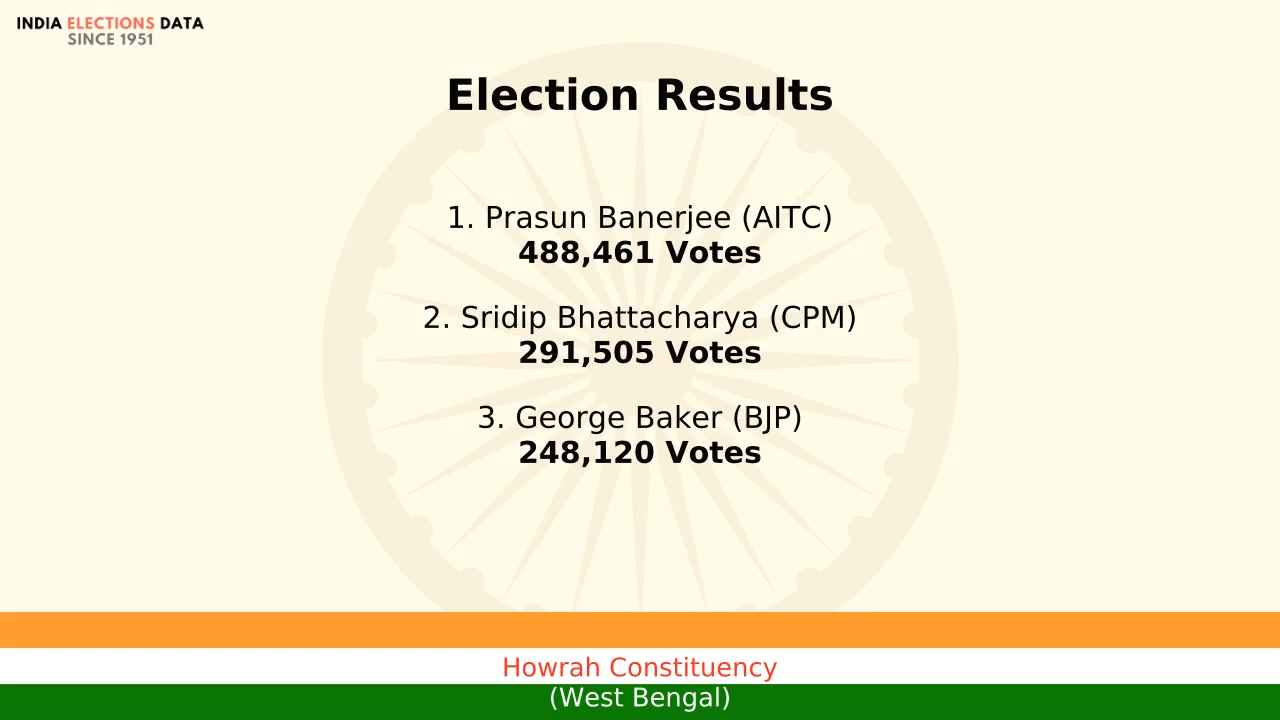 INDIA ELECTIONS DATA
SINCE 1951
Election Results
1. Prasun Banerjee (AITC)
488,461 Votes
2. Sridip Bhattacharya (CPM)
291,505 Votes
3. George Baker (BJP)
248,120 Votes
Howrah Constituency
(West Bengal)